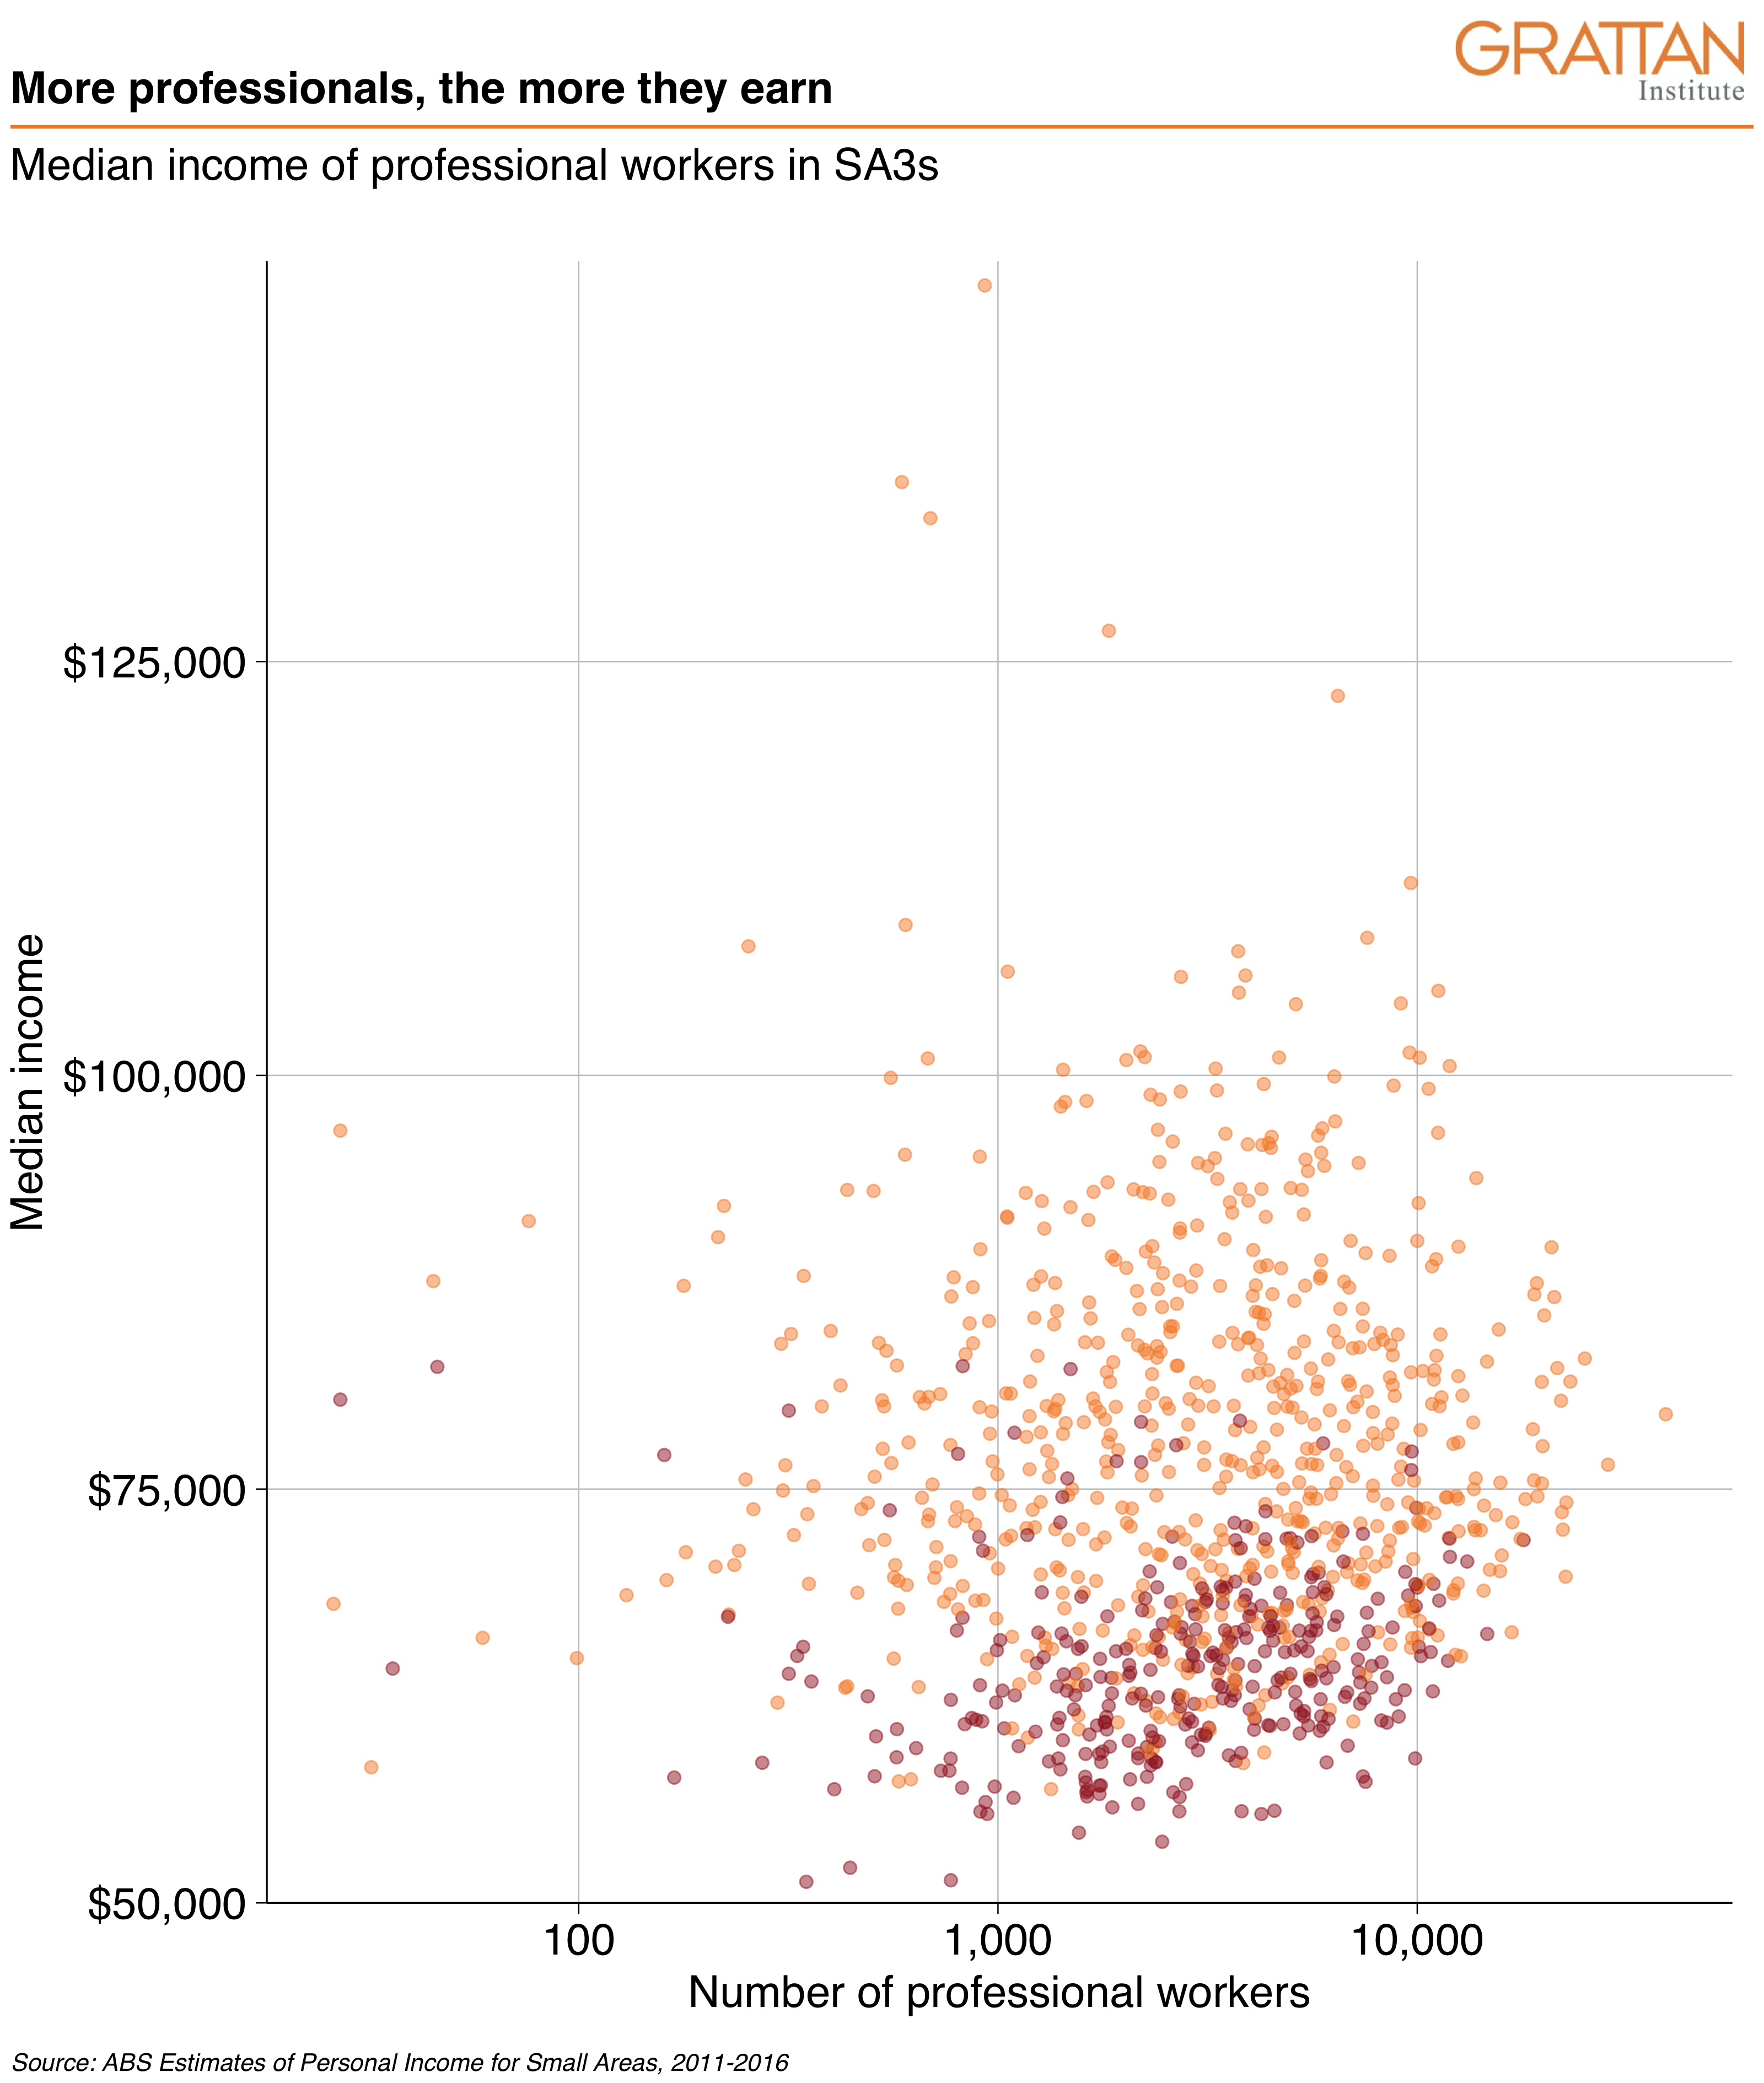 GRATTAN
Institute
More professionals, the more they earn
Median income of professional workers in SA3s
Median income
$125,000
$100,000
$75,000
$50,000
100
1,000
10,000
Number of professional workers
Source: ABS Estimates of Personal Income for Small Areas, 2011-2016